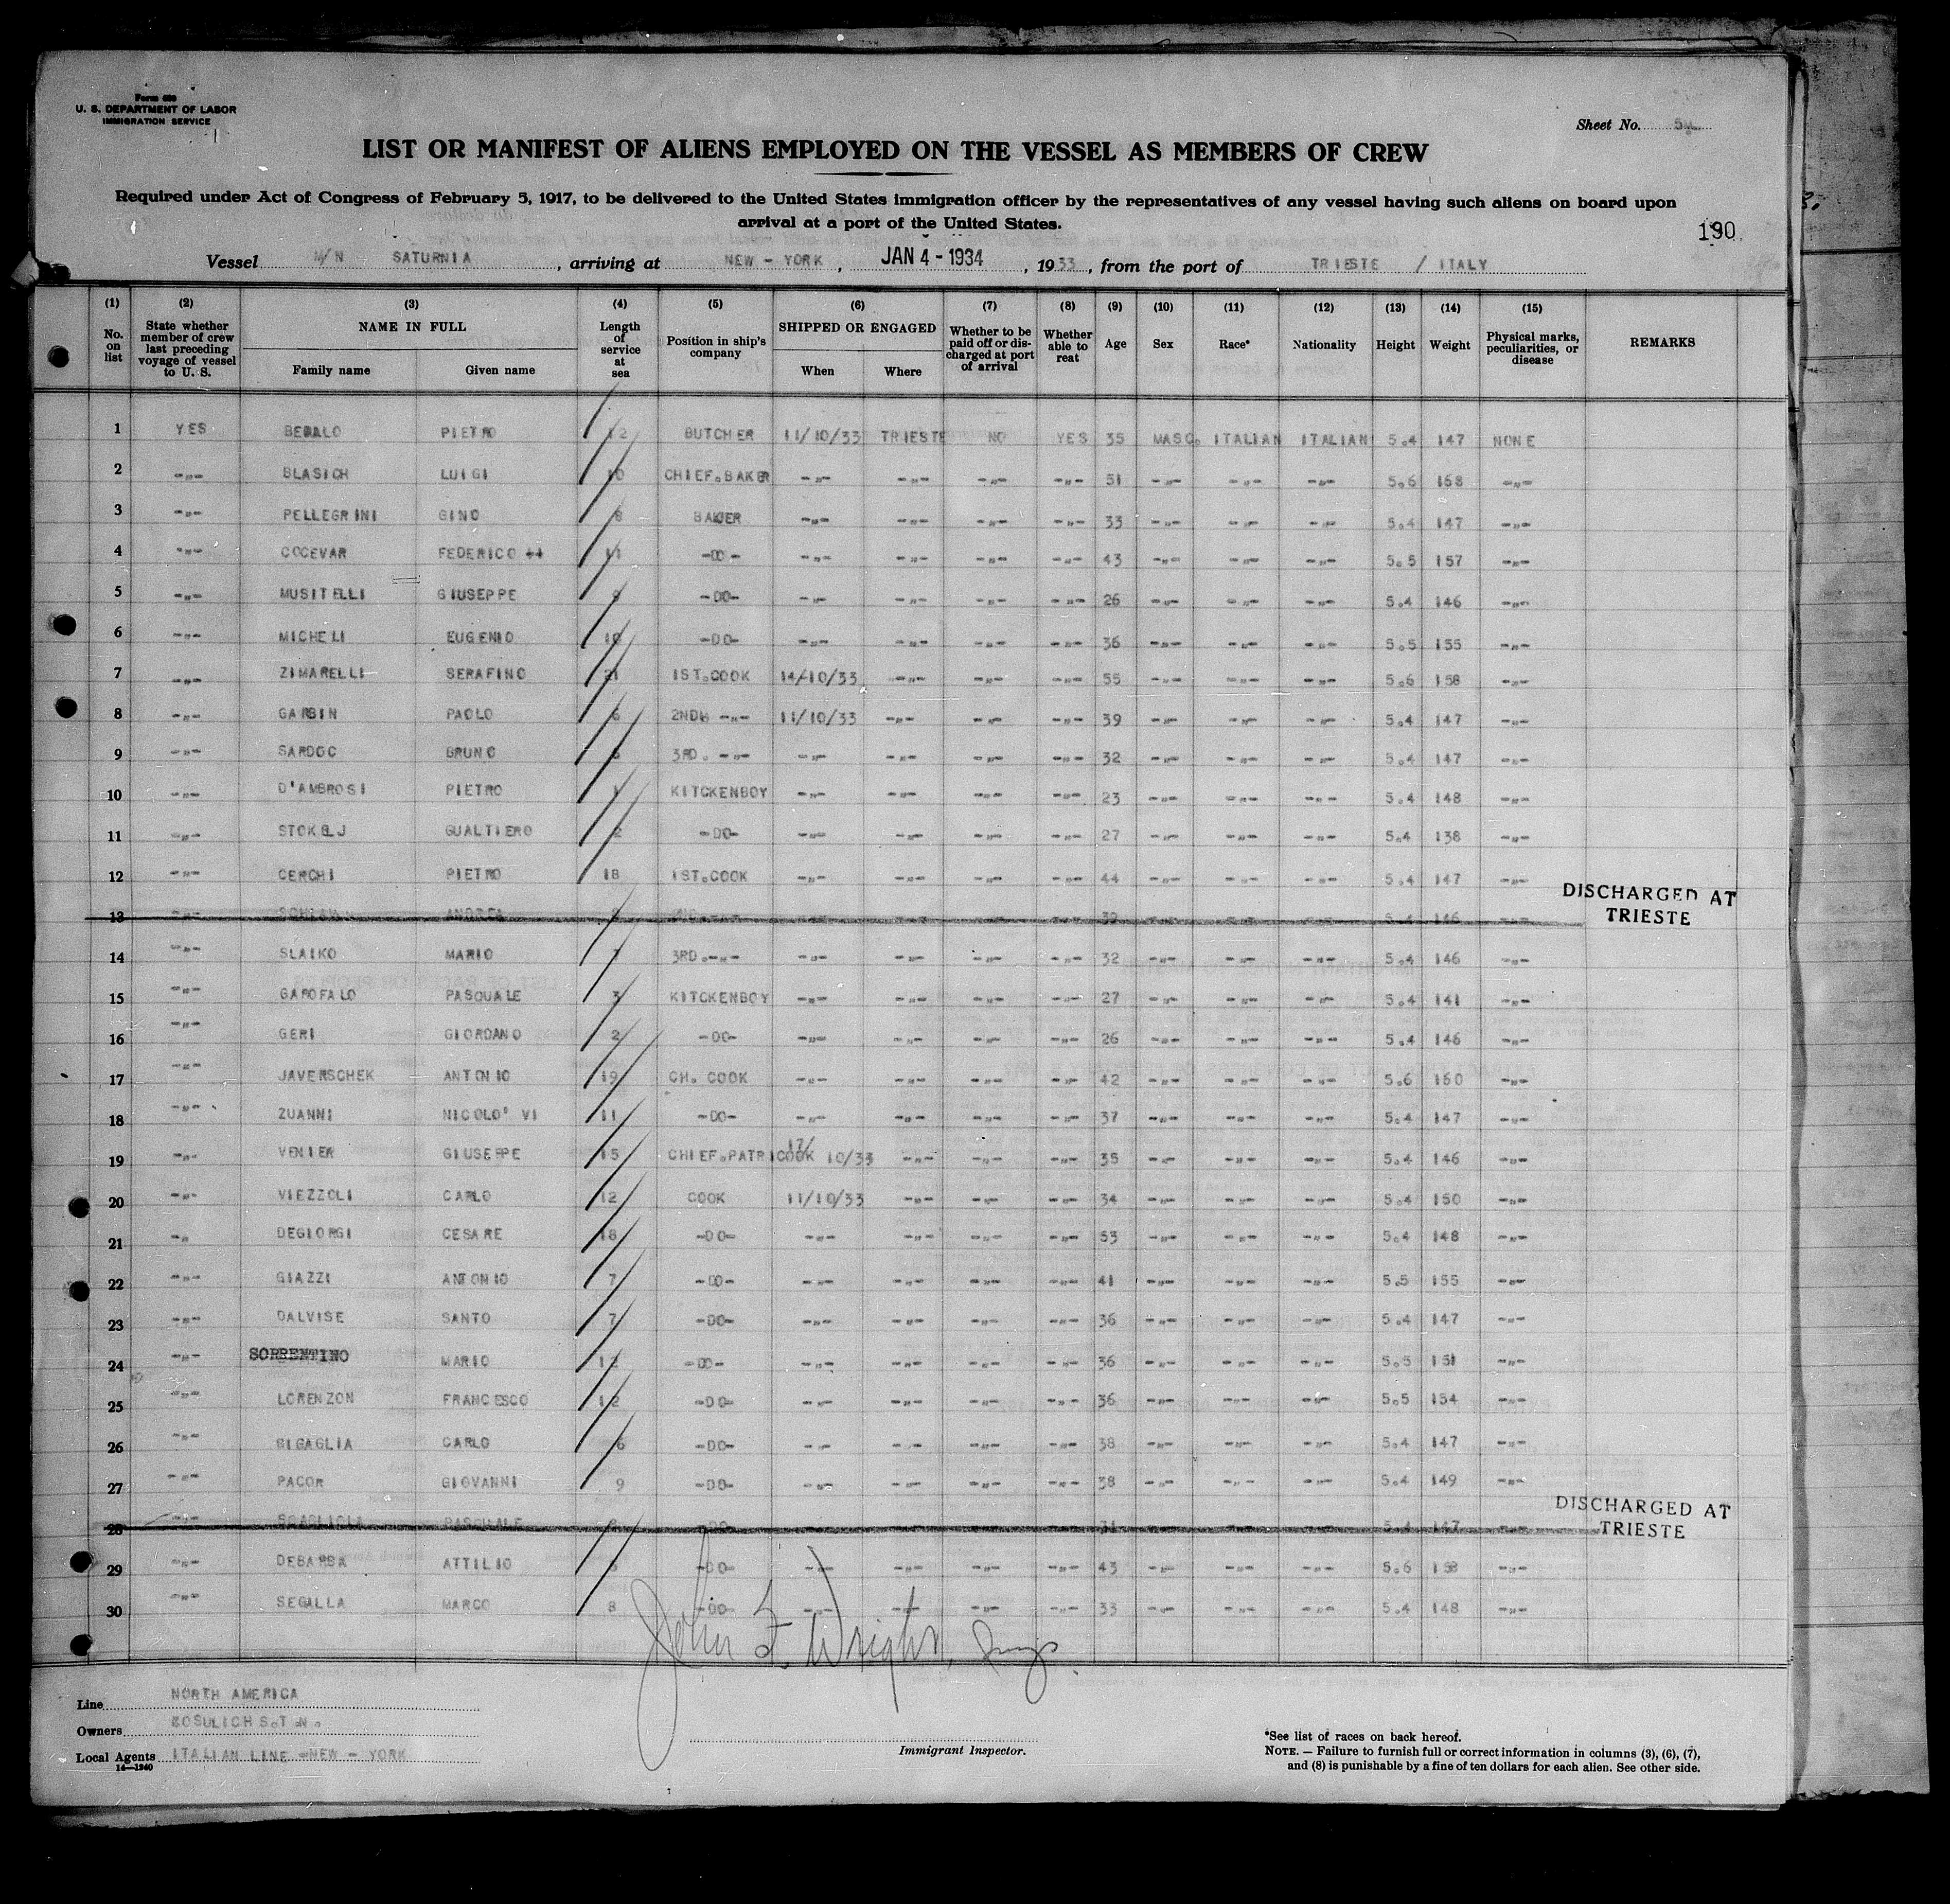 Form 689
U. S. DEPARTMENT OF LABOR
IMMIGRATION SERVICE
Sheet No.
LIST OR MANIFEST OF ALIENS EMPLOYED ON THE VESSEL AS MEMBERS OF CREW
Required under Act of Congress of February 5, 1917, to be delivered to the United States immigration officer by the representatives of any vessel having such aliens on board upon
arrival at a port of the United States.
190
Vessel M/N SATURNIA, arriving at NEW - YORK, JAN 4 - 1934, 1933, from the port of TRIESTE / ITALY
(1) (2) (3) (4) (5) (6) (7) (8) (9) (10) (11) (12) (13) (14) (15)
No. on list | State whether member of crew last preceding voyage of vessel to U. S. | NAME IN FULL | Family name | Given name | Length of service at sea | Position in ship's company | SHIPPED OR ENGAGED | When | Where | Whether to be paid off or discharged at port of arrival | Whether able to reat | Age | Sex | Race* | Nationality | Height | Weight | Physical marks, peculiarities, or disease | REMARKS
1 YES BEDALO PIETRO 12 BUTCHER 11/10/33 TRIESTE NO YES 35 MASC. ITALIAN ITALIAN 5.4 147 NONE
2 -"- BLASICH LUIGI 10 CHIEF.BAKER -"- -"- -"- -"- 51 -"- -"- -"- 5.6 168 -"-
3 -"- PELLEGRINI GINO 8 BAKER -"- -"- -"- -"- 33 -"- -"- -"- 5.4 147 -"-
4 -"- COCEVAR FEDERICO 11 -DO- -"- -"- -"- -"- 43 -"- -"- -"- 5.5 157 -"-
5 -"- MUSITELLI GIUSEPPE 9 -DO- -"- -"- -"- -"- 26 -"- -"- -"- 5.4 146 -"-
6 -"- MICHELI EUGENIO 10 -DO- -"- -"- -"- -"- 36 -"- -"- -"- 5.5 155 -"-
7 -"- ZIMARELLI SERAFINO 21 1ST.COOK 14/10/33 -"- -"- -"- 55 -"- -"- -"- 5.6 158 -"-
8 -"- GARBIN PAOLO 6 2ND -"- 11/10/33 -"- -"- -"- 39 -"- -"- -"- 5.4 147 -"-
9 -"- SARDOC BRUNO 3RD. -"- -"- -"- -"- -"- 32 -"- -"- -"- 5.4 147 -"-
10 -"- D'AMBROSI PIETRO 1 KITCKENBOY -"- -"- -"- -"- 23 -"- -"- -"- 5.4 148 -"-
11 -"- STOKELJ GUALTIERO 2 -DO- -"- -"- -"- -"- 27 -"- -"- -"- 5.4 138 -"-
12 -"- CERCHI PIETRO 18 1ST.COOK -"- -"- -"- -"- 44 -"- -"- -"- 5.4 147 -"-
13 -"- ANDREA -"- -"- -"- -"- 39 -"- -"- -"- 5.4 146 -"- DISCHARGED AT TRIESTE
14 -"- SLAIKO MARIO 7 3RD.-"- -"- -"- -"- -"- 32 -"- -"- -"- 5.4 146 -"-
15 -"- GAROFALO PASQUALE 3 KITCKENBOY -"- -"- -"- -"- 27 -"- -"- -"- 5.4 141 -"-
16 -"- GERI GIORDANO 2 -DO- -"- -"- -"- -"- 26 -"- -"- -"- 5.4 146 -"-
17 -"- JAVERSCHEK ANTONIO 19 CH. COOK -"- -"- -"- -"- 42 -"- -"- -"- 5.6 160 -"-
18 -"- ZUANNI NICOLO' VI 11 -DO- -"- -"- -"- -"- 37 -"- -"- -"- 5.4 147 -"-
19 -"- VENIER GIUSEPPE 15 CHIEF.PATRICOOK 17/10/33 -"- -"- -"- 35 -"- -"- -"- 5.4 146 -"-
20 -"- VIEZZOLI CARLO 12 COOK 11/10/33 -"- -"- -"- 34 -"- -"- -"- 5.4 150 -"-
21 -" DEGIORGI CESARE 18 -DO- -"- -"- -"- -"- 53 -"- -"- -"- 5.4 148 -"-
22 -"- GIAZZI ANTONIO 7 -DO- -"- -"- -"- -"- 41 -"- -"- -"- 5.5 155 -"-
23 -"- DALVISE SANTO 7 -DO- -"- -"- -"- -"- 36 -"- -"- -"- 5.4 147 -"-
24 -"- SORRENTINO MARIO 12 -DO- -"- -"- -"- -"- 36 -"- -"- -"- 5.5 151 -"-
25 -"- LORENZON FRANCESCO 12 -DO- -"- -"- -"- -"- 36 -"- -"- -"- 5.5 154 -"-
26 -"- GIGAGLIA CARLO 6 -DO- -"- -"- -"- -"- 38 -"- -"- -"- 5.4 147 -"-
27 -"- PACOR GIOVANNI 9 -DO- -"- -"- -"- -"- 38 -"- -"- -"- 5.4 149 -"-
28 -"- PASQUALE -DO- -"- -"- -"- -"- 31 -"- -"- -"- 5.4 147 -"- DISCHARGED AT TRIESTE
29 -"- DEBARBA ATTILIO -DO- -"- -"- -"- -"- 43 -"- -"- -"- 5.6 158 -"-
30 -"- SEGALLA MARCO 8 -DO- -"- -"- -"- -"- 33 -"- -"- -"- 5.4 148 -"-
John F. Wright, Insp.
Line NORTH AMERICA
Owners COSULICH S.T.N.
Local Agents ITALIAN LINE -NEW - YORK
14—1240
Immigrant Inspector.
*See list of races on back hereof.
NOTE. — Failure to furnish full or correct information in columns (3), (6), (7),
and (8) is punishable by a fine of ten dollars for each alien. See other side.